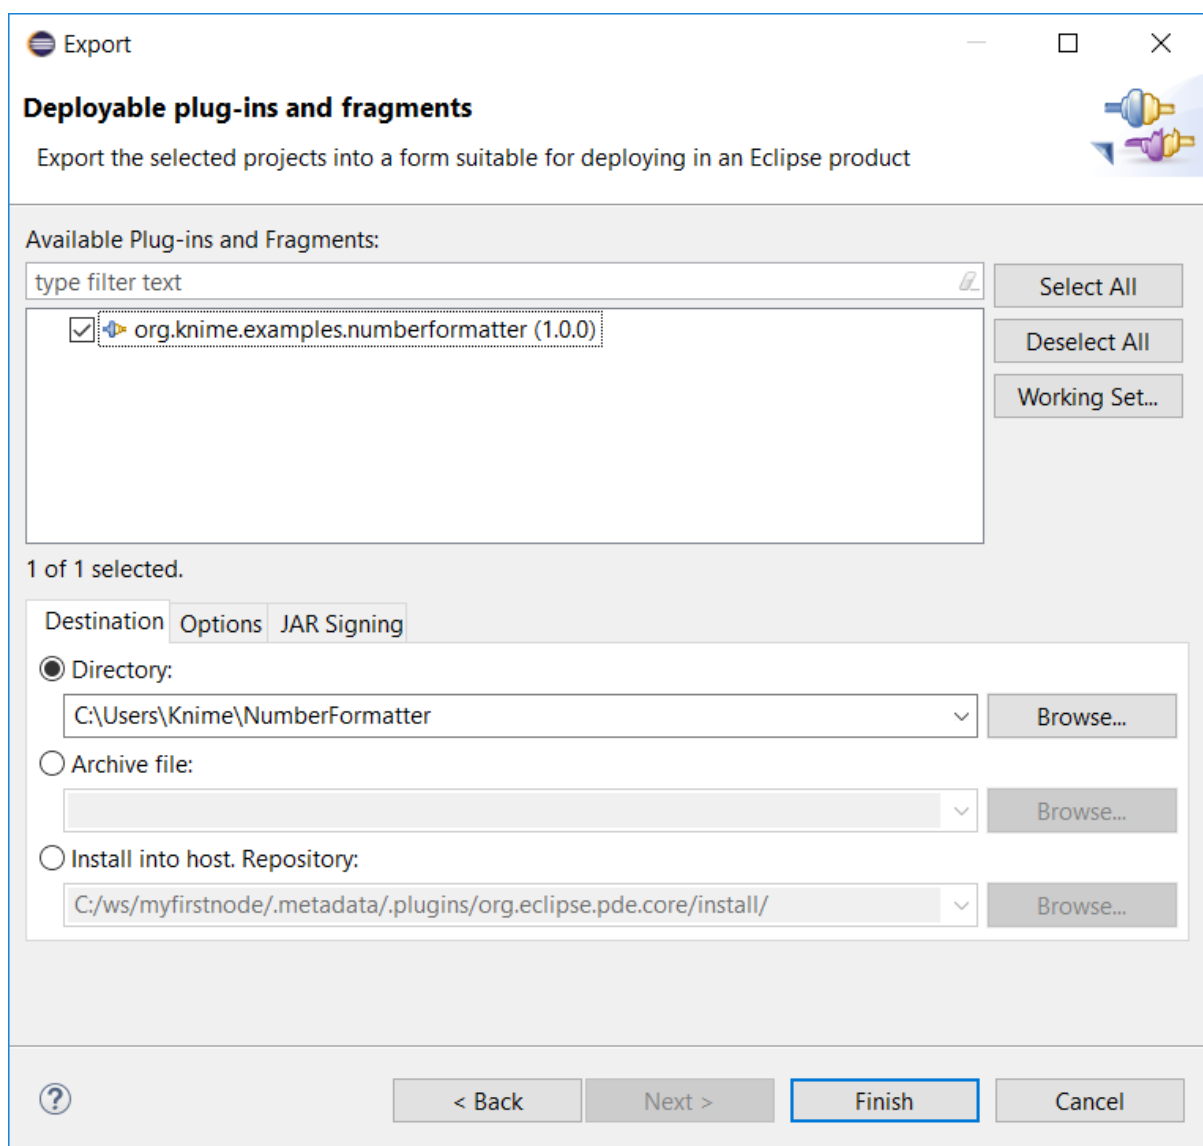 Export
Deployable plug-ins and fragments
Export the selected projects into a form suitable for deploying in an Eclipse product
Available Plug-ins and Fragments:
type filter text
Select All
org.knime.examples.numberformatter (1.0.0)
Deselect All
Working Set...
1 of 1 selected.
Destination Options JAR Signing
Directory:
C:\Users\Knime\NumberFormatter Browse...
Archive file:
Browse...
Install into host. Repository:
C:/ws/myfirstnode/.metadata/.plugins/org.eclipse.pde.core/install/ Browse...
? < Back Next > Finish Cancel